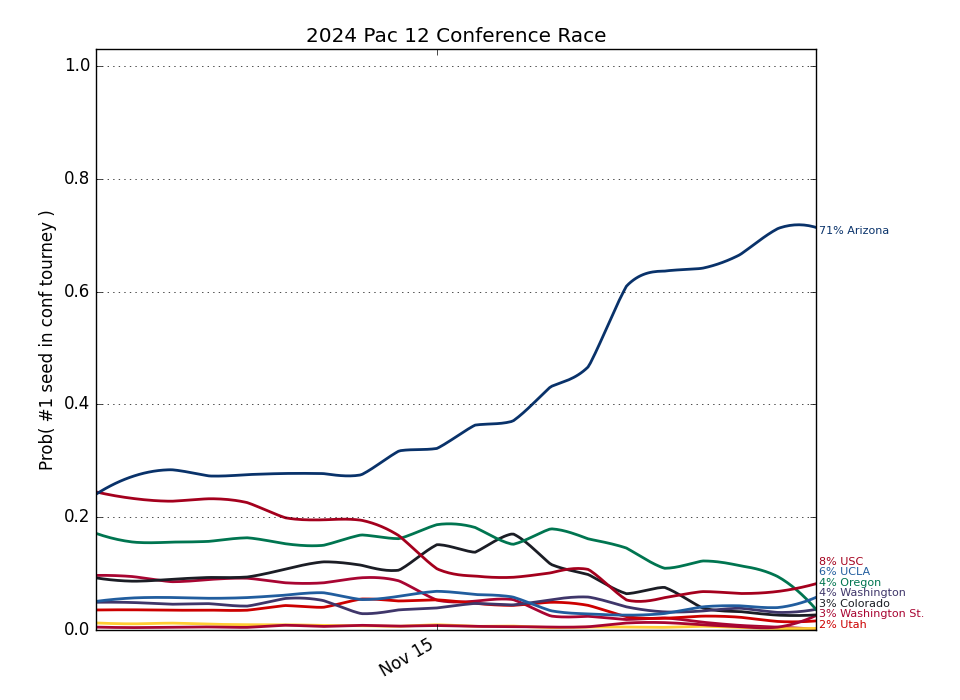 2024 Pac 12 Conference Race
1.0
0.8
0.6
0.4
0.2
0.0
Prob( #1 seed in conf tourney )
Nov 15
71% Arizona
8% USC
6% UCLA
4% Oregon
4% Washington
3% Colorado
3% Washington St.
2% Utah